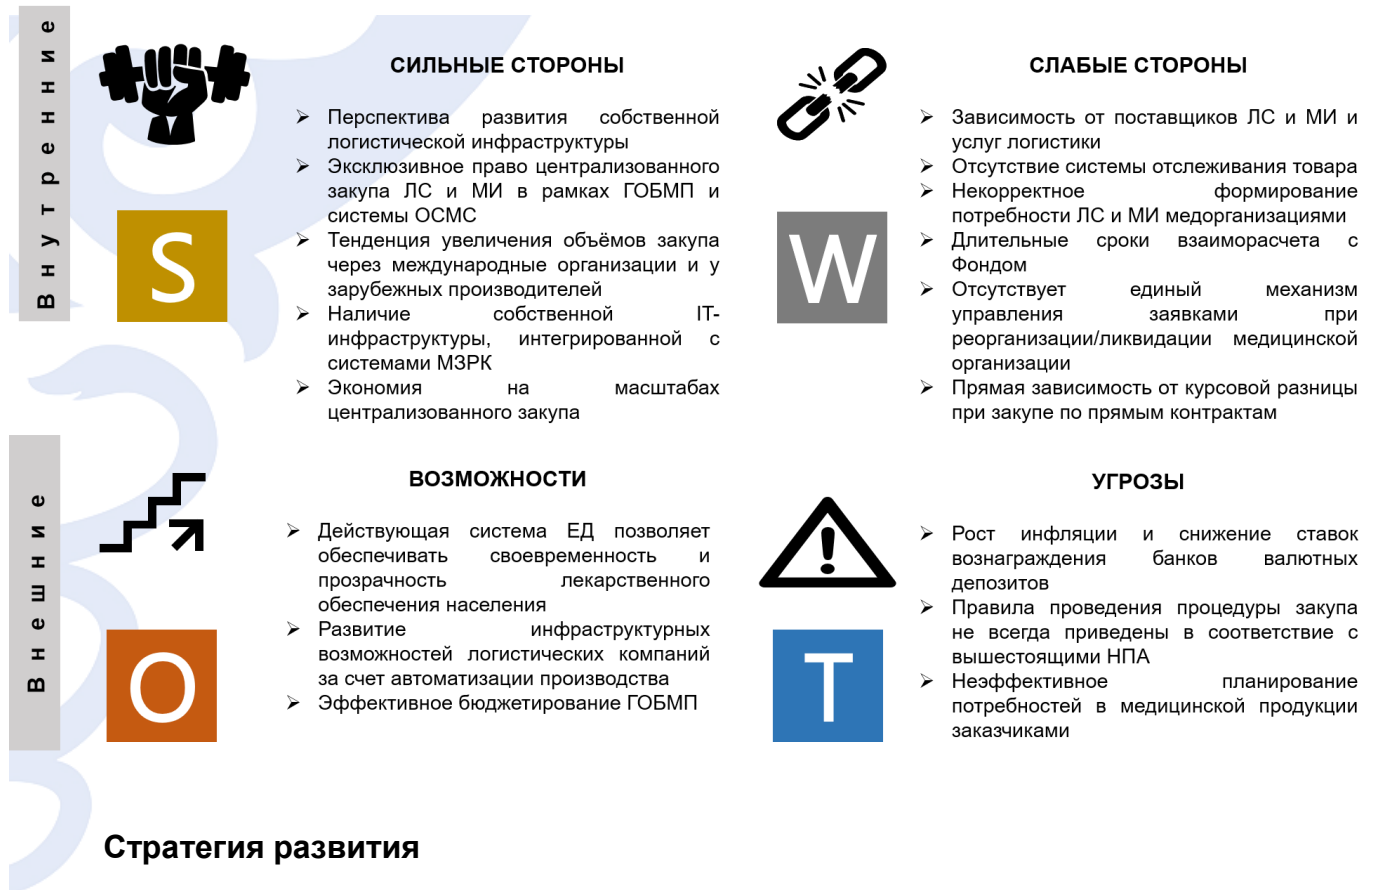 Внутренние
СИЛЬНЫЕ СТОРОНЫ
➢ Перспектива развития собственной
логистической инфраструктуры
➢ Эксклюзивное право централизованного
закупа ЛС и МИ в рамках ГОБМП и
системы ОСМС
➢ Тенденция увеличения объёмов закупа
через международные организации и у
зарубежных производителей
➢ Наличие собственной IT-
инфраструктуры, интегрированной с
системами МЗРК
➢ Экономия на масштабах
централизованного закупа
S
СЛАБЫЕ СТОРОНЫ
➢ Зависимость от поставщиков ЛС и МИ и
услуг логистики
➢ Отсутствие системы отслеживания товара
➢ Некорректное формирование
потребности ЛС и МИ медорганизациями
➢ Длительные сроки взаиморасчета с
Фондом
➢ Отсутствует единый механизм
управления заявками при
реорганизации/ликвидации медицинской
организации
➢ Прямая зависимость от курсовой разницы
при закупе по прямым контрактам
W
Внешние
ВОЗМОЖНОСТИ
➢ Действующая система ЕД позволяет
обеспечивать своевременность и
прозрачность лекарственного
обеспечения населения
➢ Развитие инфраструктурных
возможностей логистических компаний
за счет автоматизации производства
➢ Эффективное бюджетирование ГОБМП
O
УГРОЗЫ
➢ Рост инфляции и снижение ставок
вознаграждения банков валютных
депозитов
➢ Правила проведения процедуры закупа
не всегда приведены в соответствие с
вышестоящими НПА
➢ Неэффективное планирование
потребностей в медицинской продукции
заказчиками
T
Стратегия развития